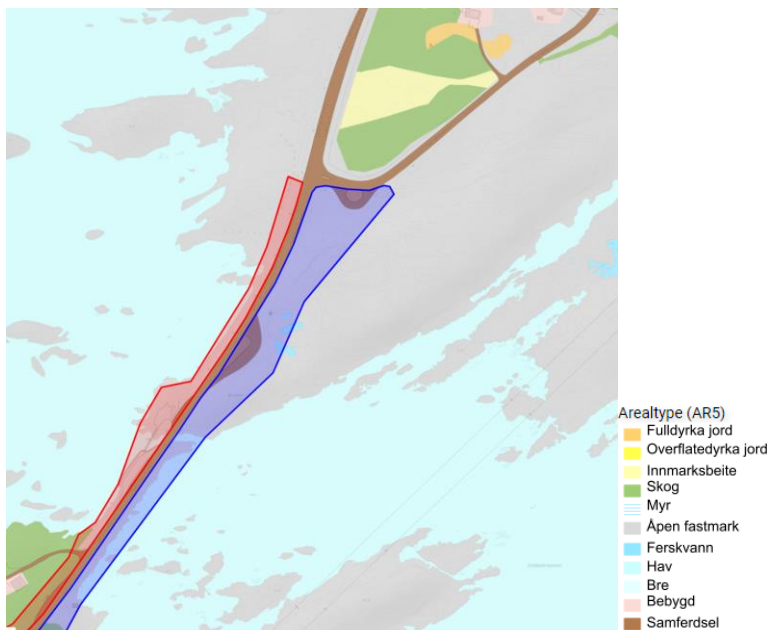 Arealtype (AR5)
Fulldyrka jord
Overflatedyrka jord
Innmarksbeite
Skog
Myr
Åpen fastmark
Ferskvann
Hav
Bre
Bebygd
Samferdsel